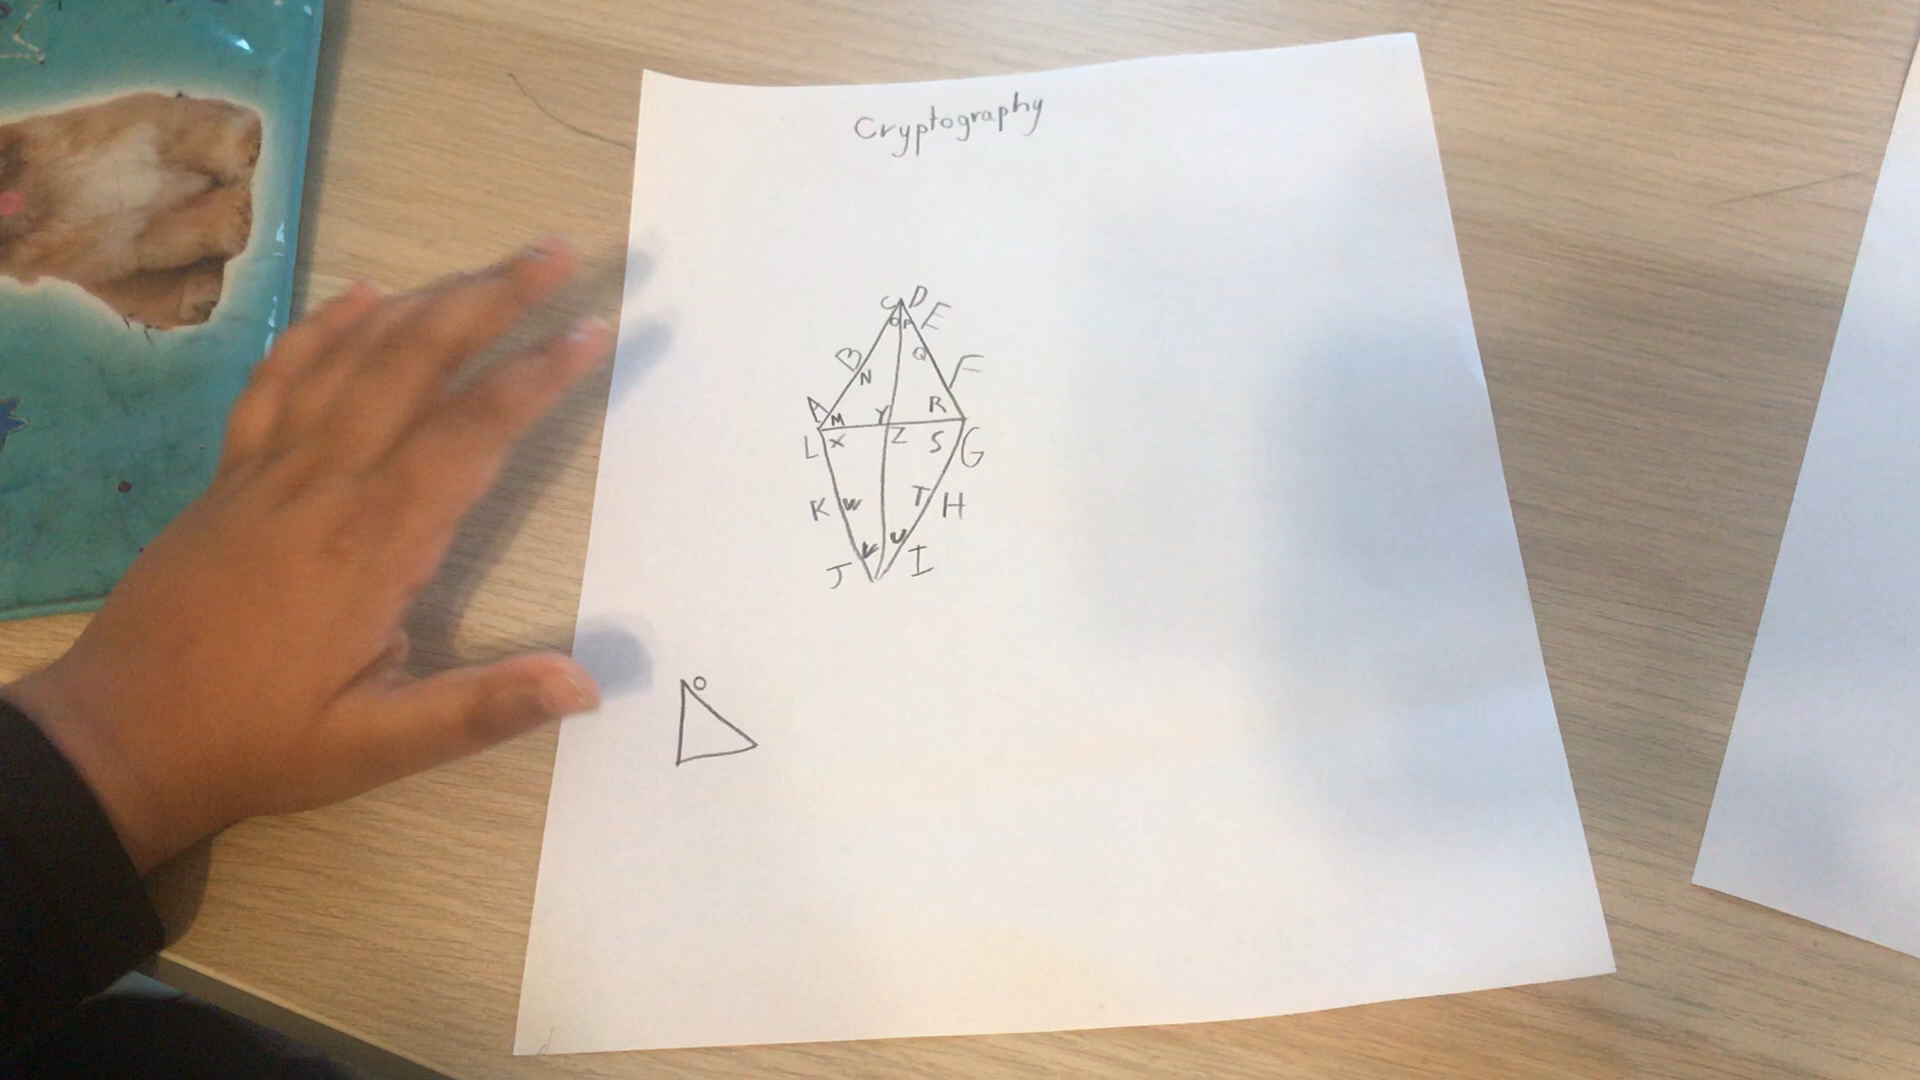 Cryptography
C D
O P E
B Q F
N
A M Y R
L X Z S G
K W T H
V U
J I
O
d